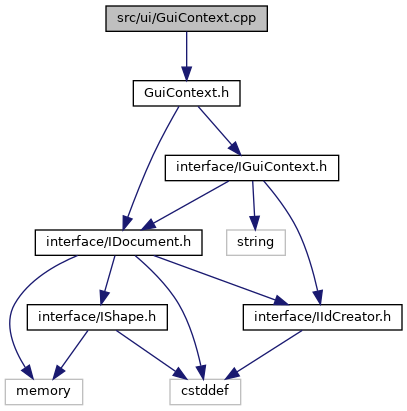 src/ui/GuiContext.cpp
GuiContext.h
interface/IGuiContext.h
interface/IDocument.h
string
interface/IShape.h
interface/IIdCreator.h
memory
cstddef